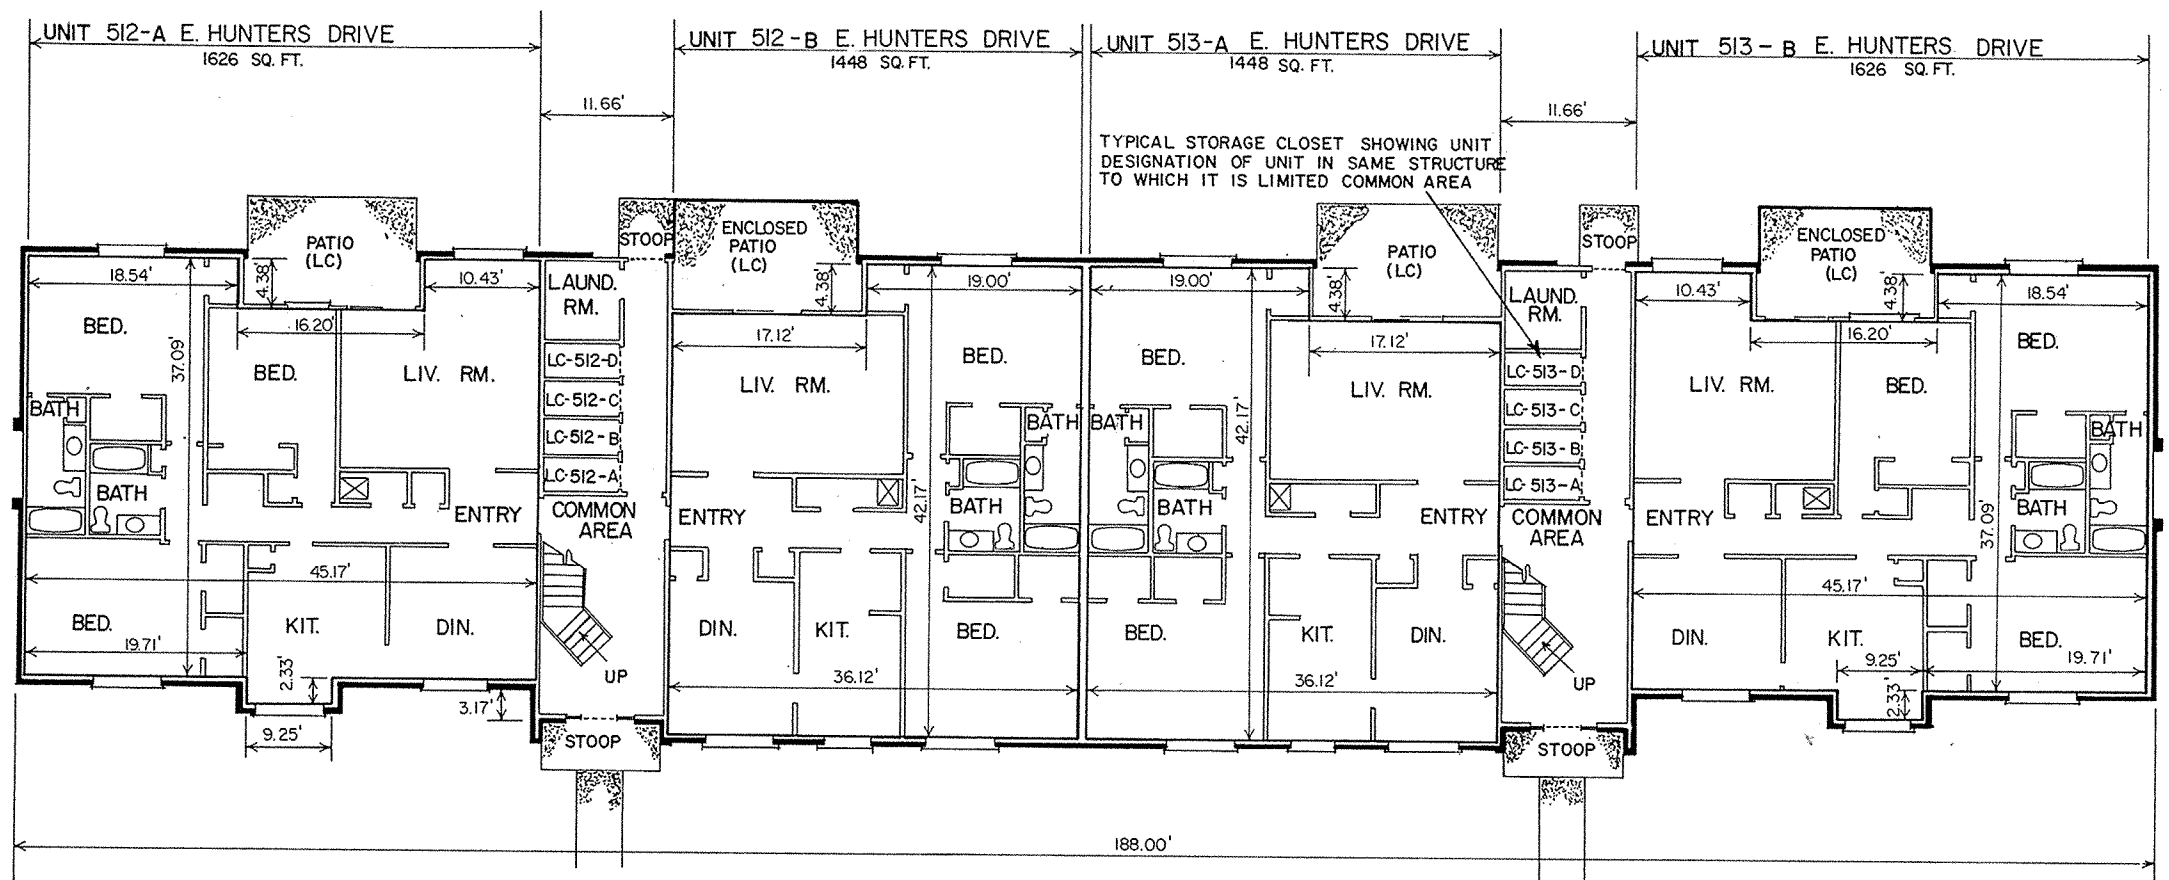 UNIT 512-A E. HUNTERS DRIVE
1626 SQ. FT.
UNIT 512-B E. HUNTERS DRIVE
1448 SQ. FT.
UNIT 513-A E. HUNTERS DRIVE
1448 SQ. FT.
UNIT 513-B E. HUNTERS DRIVE
1626 SQ. FT.
11.66'
11.66'
TYPICAL STORAGE CLOSET SHOWING UNIT
DESIGNATION OF UNIT IN SAME STRUCTURE
TO WHICH IT IS LIMITED COMMON AREA
PATIO
(LC)
STOOP
ENCLOSED
PATIO
(LC)
PATIO
(LC)
STOOP
ENCLOSED
PATIO
(LC)
18.54'
4.38'
10.43'
LAUND.
RM.
4.38'
19.00'
19.00'
4.38'
LAUND.
RM.
10.43'
4.38'
18.54'
BED.
16.20'
17.12'
17.12'
16.20'
BED.
37.09'
BED.
LIV. RM.
LC-512-D
LC-512-C
LC-512-B
LC-512-A
LIV. RM.
BED.
42.17'
BED.
42.17'
LIV. RM.
LC-513-D
LC-513-C
LC-513-B
LC-513-A
LIV. RM.
BED.
37.09'
BATH
BATH
BATH
BATH
BATH
BATH
BATH
BATH
ENTRY
COMMON
AREA
ENTRY
ENTRY
COMMON
AREA
ENTRY
45.17'
45.17'
BED.
KIT.
DIN.
DIN.
KIT.
BED.
BED.
KIT.
DIN.
DIN.
KIT.
BED.
19.71'
2.33'
UP
36.12'
36.12'
UP
9.25'
19.71'
2.33'
3.17'
9.25'
STOOP
STOOP
188.00'